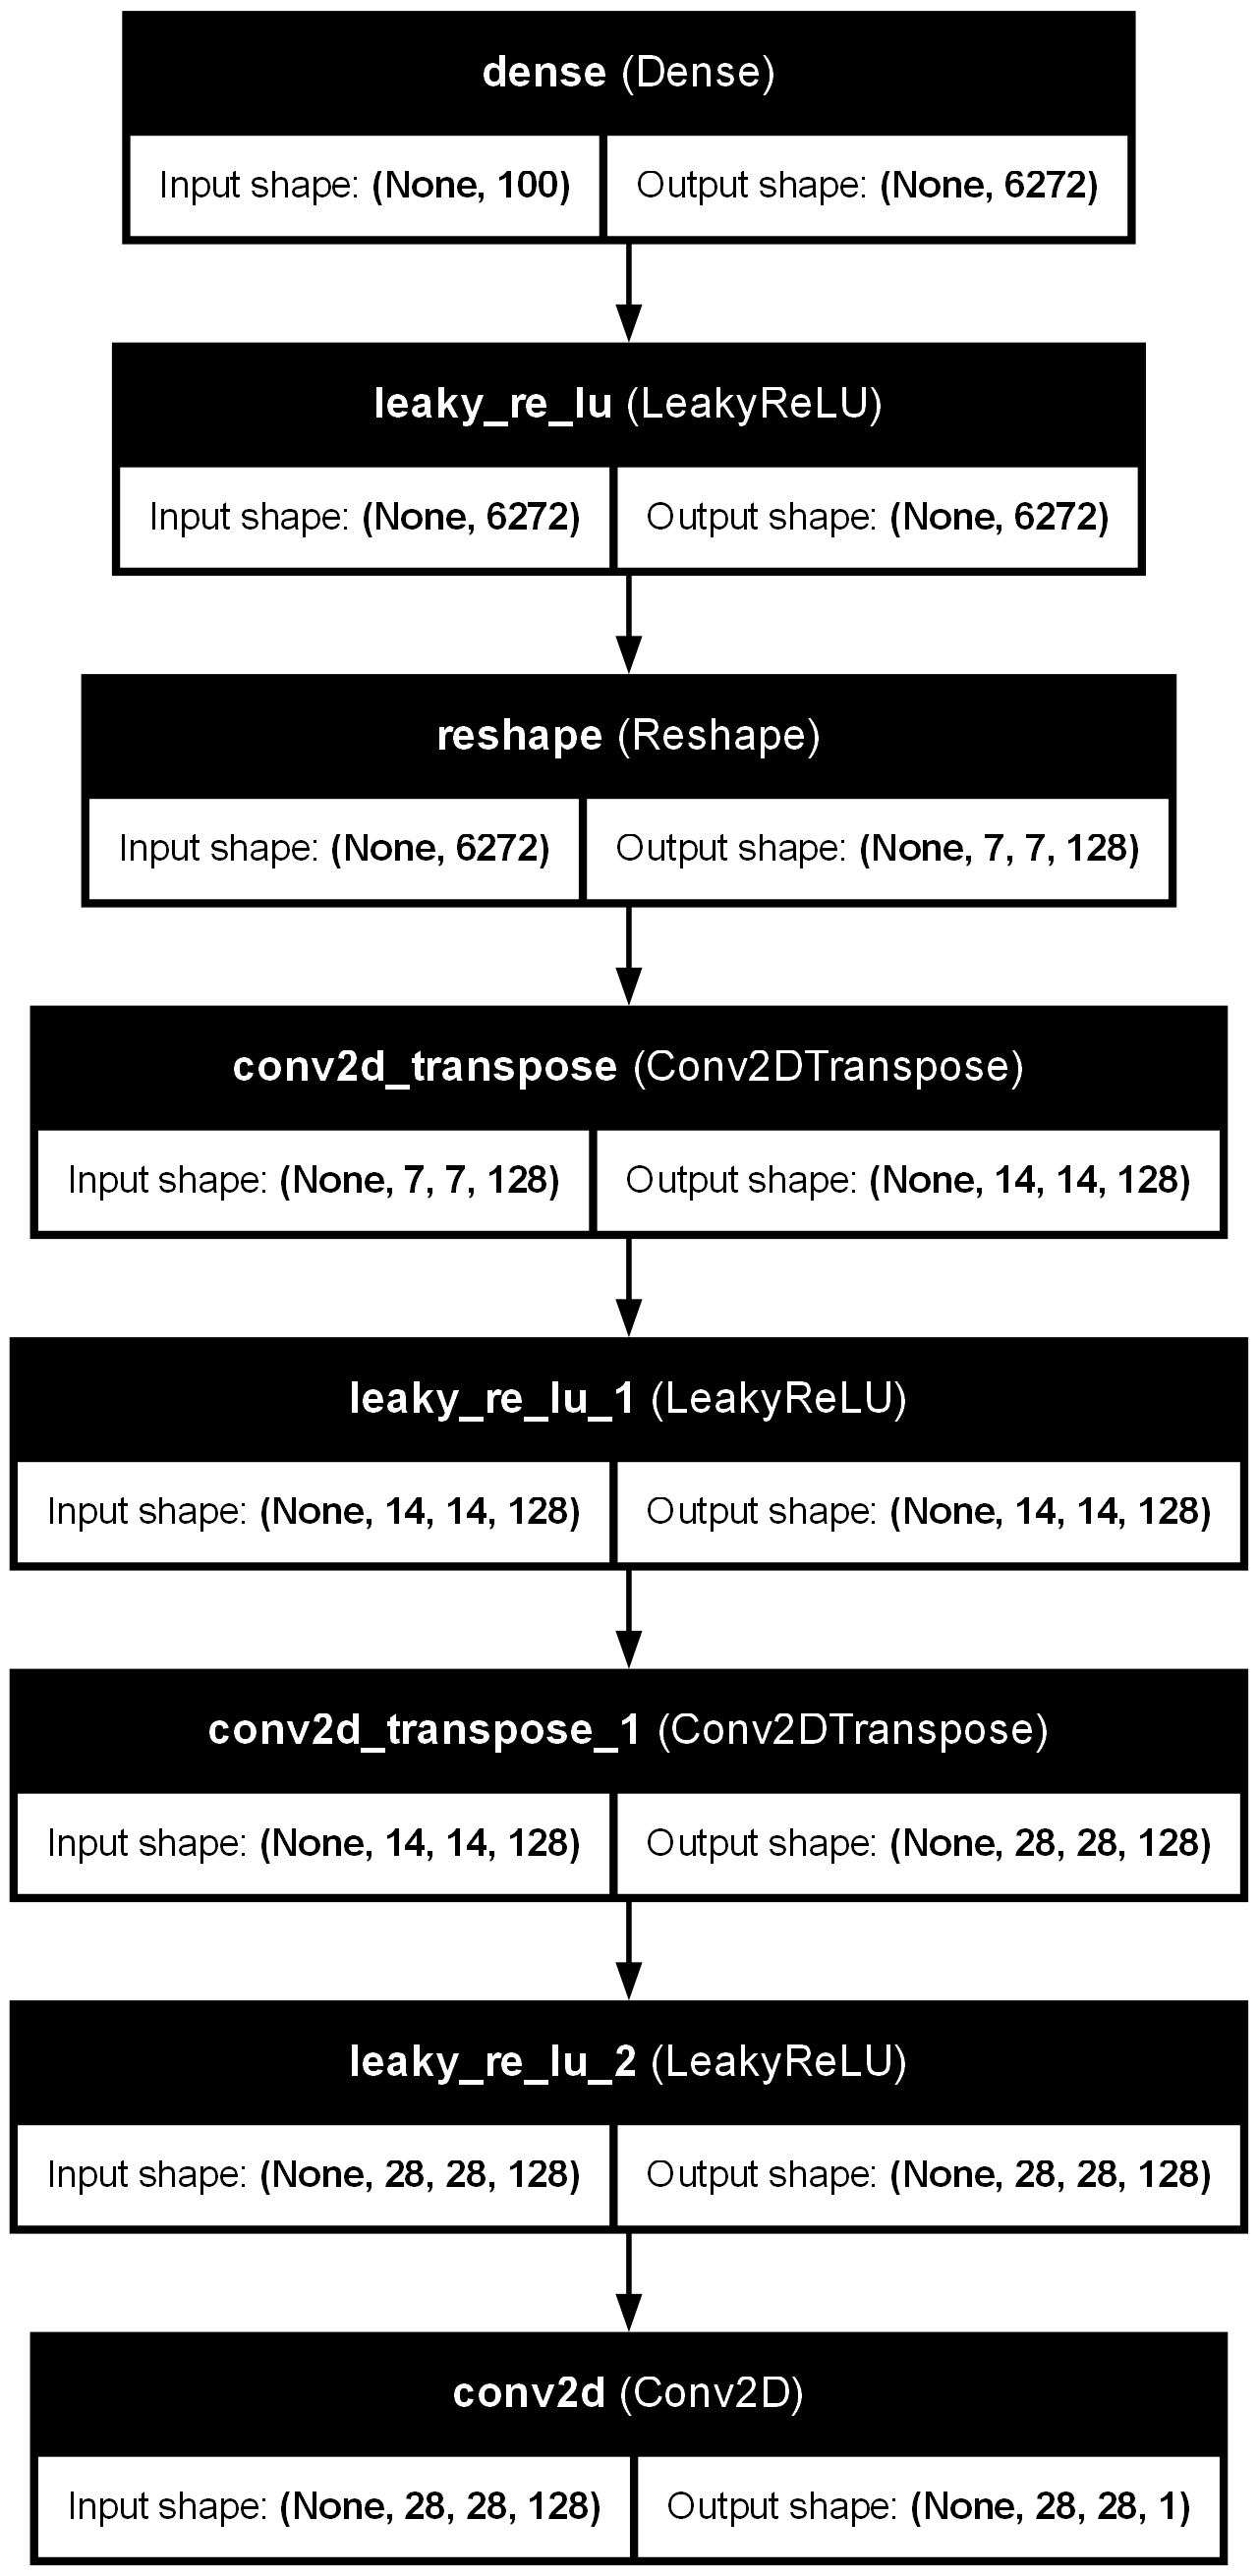 dense (Dense)
Input shape: (None, 100) Output shape: (None, 6272)
leaky_re_lu (LeakyReLU)
Input shape: (None, 6272) Output shape: (None, 6272)
reshape (Reshape)
Input shape: (None, 6272) Output shape: (None, 7, 7, 128)
conv2d_transpose (Conv2DTranspose)
Input shape: (None, 7, 7, 128) Output shape: (None, 14, 14, 128)
leaky_re_lu_1 (LeakyReLU)
Input shape: (None, 14, 14, 128) Output shape: (None, 14, 14, 128)
conv2d_transpose_1 (Conv2DTranspose)
Input shape: (None, 14, 14, 128) Output shape: (None, 28, 28, 128)
leaky_re_lu_2 (LeakyReLU)
Input shape: (None, 28, 28, 128) Output shape: (None, 28, 28, 128)
conv2d (Conv2D)
Input shape: (None, 28, 28, 128) Output shape: (None, 28, 28, 1)